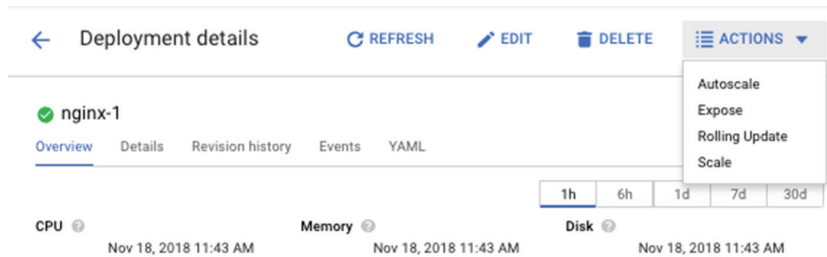 Deployment details REFRESH EDIT DELETE ACTIONS
Autoscale
Expose
Rolling Update
Scale
nginx-1
Overview Details Revision history Events YAML
1h 6h 1d 7d 30d
CPU Memory Disk
Nov 18, 2018 11:43 AM Nov 18, 2018 11:43 AM Nov 18, 2018 11:43 AM